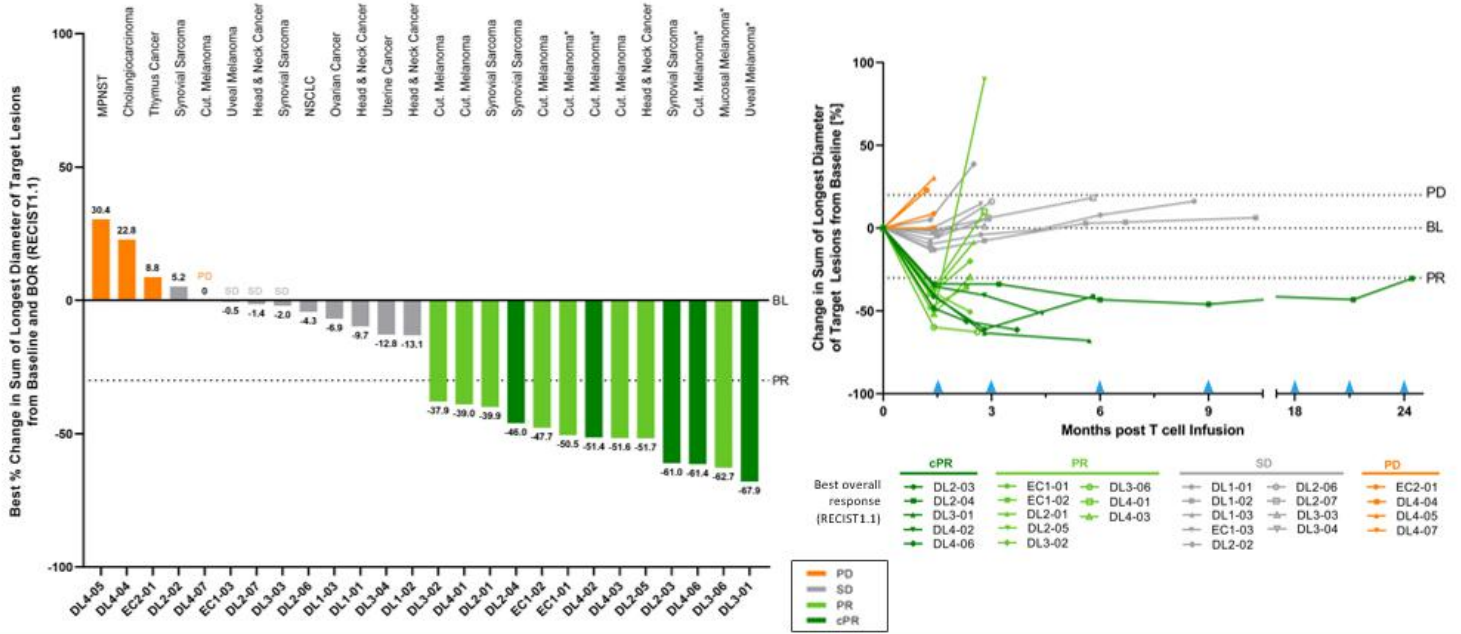 Best % Change in Sum of Longest Diameter of Target Lesions
from Baseline and BOR (RECIST1.1)
100
50
0
-50
-100
MPNST
Cholangiocarcinoma
Thymus Cancer
Synovial Sarcoma
Cut. Melanoma
Uveal Melanoma
Head & Neck Cancer
Synovial Sarcoma
NSCLC
Ovarian Cancer
Head & Neck Cancer
Uterine Cancer
Head & Neck Cancer
Cut. Melanoma
Cut. Melanoma
Synovial Sarcoma
Synovial Sarcoma
Cut. Melanoma
Cut. Melanoma*
Cut. Melanoma*
Cut. Melanoma
Head & Neck Cancer
Synovial Sarcoma
Cut. Melanoma*
Mucosal Melanoma*
Uveal Melanoma*
30.4
22.8
8.8
5.2
PD
0
SD
-0.5
SD
-1.4
SD
-2.0
-4.3
-6.9
-9.7
-12.8
-13.1
-37.9
-39.0
-39.9
-46.0
-47.7
-50.5
-51.4
-51.6
-51.7
-61.0
-61.4
-62.7
-67.9
BL
PR
DL4-05
DL4-04
EC2-01
DL2-02
DL4-07
EC1-03
DL2-07
DL3-03
DL2-06
DL1-03
DL1-01
DL3-04
DL1-02
DL3-02
DL4-01
DL2-01
DL2-04
EC1-02
EC1-01
DL4-02
DL4-03
DL2-05
DL2-03
DL4-06
DL3-06
DL3-01
PD
SD
PR
cPR
Change in Sum of Longest Diameter
of Target Lesions from Baseline [%]
100
50
0
-50
-100
PD
BL
PR
0 3 6 9 18 24
Months post T cell Infusion
Best overall
response
(RECIST1.1)
cPR
DL2-03
DL2-04
DL3-01
DL4-02
DL4-06
PR
EC1-01
EC1-02
DL2-01
DL2-05
DL3-02
DL3-06
DL4-01
DL4-03
SD
DL1-01
DL1-02
DL1-03
EC1-03
DL2-02
DL2-06
DL2-07
DL3-03
DL3-04
PD
EC2-01
DL4-04
DL4-05
DL4-07